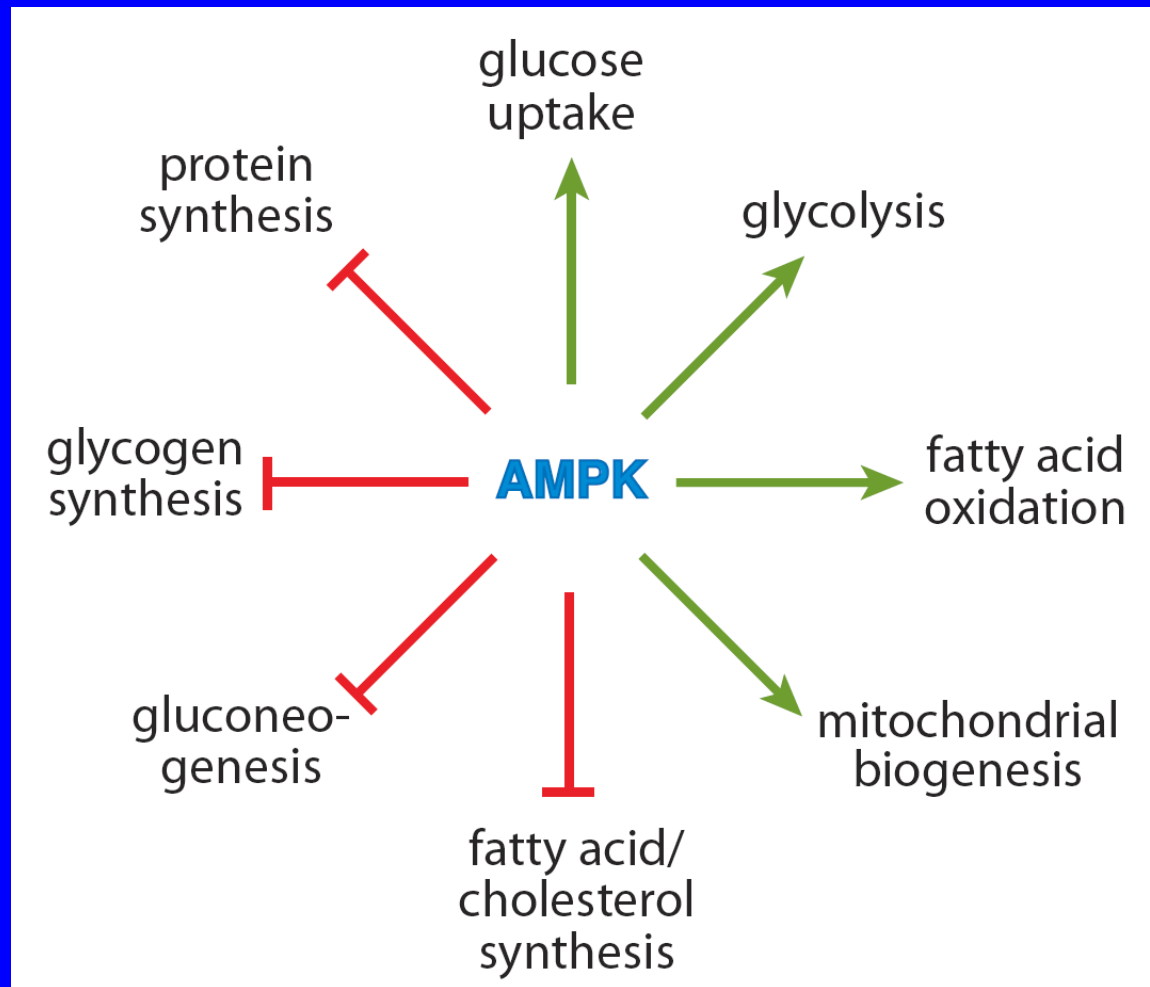 glucose
uptake
protein
synthesis
glycolysis
glycogen
synthesis
AMPK
fatty acid
oxidation
gluconeo-
genesis
mitochondrial
biogenesis
fatty acid/
cholesterol
synthesis